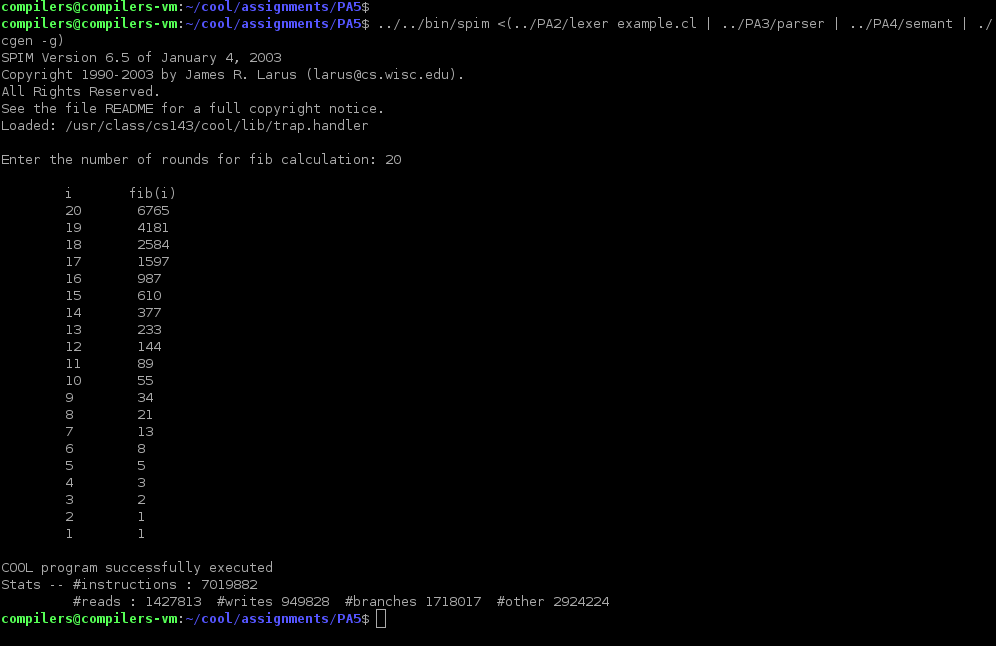 compilers@compilers-vm:~/cool/assignments/PA5$
compilers@compilers-vm:~/cool/assignments/PA5$ ../../bin/spim <(../PA2/lexer example.cl | ../PA3/parser | ../PA4/semant | ./
cgen -g)
SPIM Version 6.5 of January 4, 2003
Copyright 1990-2003 by James R. Larus (larus@cs.wisc.edu).
All Rights Reserved.
See the file README for a full copyright notice.
Loaded: /usr/class/cs143/cool/lib/trap.handler
Enter the number of rounds for fib calculation: 20
i fib(i)
20 6765
19 4181
18 2584
17 1597
16 987
15 610
14 377
13 233
12 144
11 89
10 55
9 34
8 21
7 13
6 8
5 5
4 3
3 2
2 1
1 1
COOL program successfully executed
Stats -- #instructions : 7019882
#reads : 1427813 #writes 949828 #branches 1718017 #other 2924224
compilers@compilers-vm:~/cool/assignments/PA5$